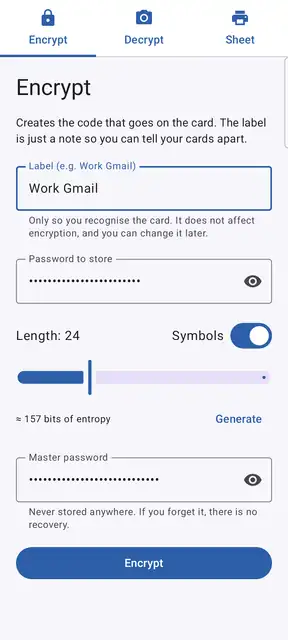 Encrypt
Decrypt
Sheet
Encrypt
Creates the code that goes on the card. The label
is just a note so you can tell your cards apart.
Label (e.g. Work Gmail)
Work Gmail
Only so you recognise the card. It does not affect
encryption, and you can change it later.
Password to store
••••••••••••••••••••••••
Length: 24
Symbols
≈ 157 bits of entropy
Generate
Master password
••••••••••••••••••••••••••••
Never stored anywhere. If you forget it, there is no
recovery.
Encrypt